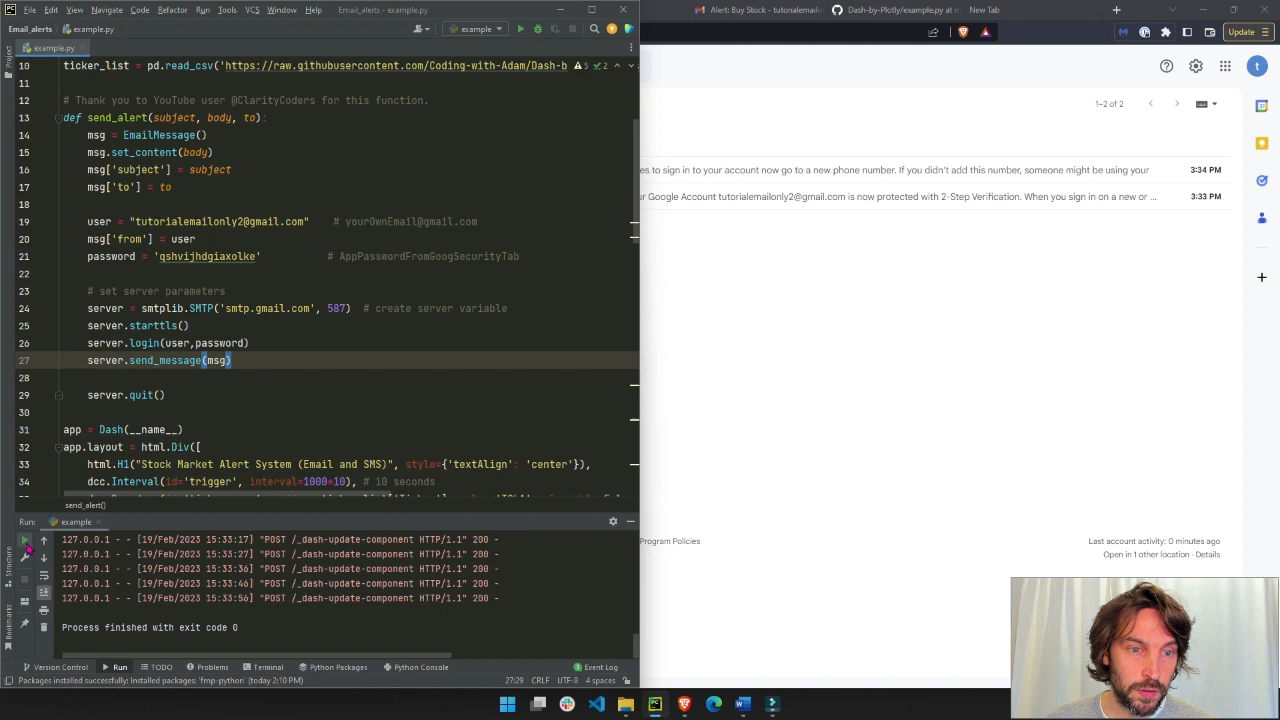 File Edit View Navigate Code Refactor Run Tools VCS Window Help Email_alerts - example.py
Alert: Buy Stock - tutorialemailo
Dash-by-Plotly/example.py at m
New Tab
Email_alerts example.py
example
Update
example.py
Project
5 2
10 ticker_list = pd.read_csv('https://raw.githubusercontent.com/Coding-with-Adam/Dash-b
11
12 # Thank you to YouTube user @ClarityCoders for this function.
13 def send_alert(subject, body, to):
14 msg = EmailMessage()
15 msg.set_content(body)
16 msg['subject'] = subject
17 msg['to'] = to
18
19 user = "tutorialemailonly2@gmail.com" # yourOwnEmail@gmail.com
20 msg['from'] = user
21 password = 'qshvijhdgiaxolke' # AppPasswordFromGoogSecurityTab
22
23 # set server parameters
24 server = smtplib.SMTP('smtp.gmail.com', 587) # create server variable
25 server.starttls()
26 server.login(user,password)
27 server.send_message(msg)
28
29 server.quit()
30
31 app = Dash(__name__)
32 app.layout = html.Div([
33 html.H1("Stock Market Alert System (Email and SMS)", style={'textAlign': 'center'}),
34 dcc.Interval(id='trigger', interval=1000*10), # 10 seconds
send_alert()
t
1–2 of 2
es to sign in to your account now go to a new phone number. If you didn't add this number, someone might be using your 3:34 PM
ur Google Account tutorialemailonly2@gmail.com is now protected with 2-Step Verification. When you sign in on a new or ... 3:33 PM
Program Policies
Last account activity: 0 minutes ago
Open in 1 other location · Details
Run: example
127.0.0.1 - - [19/Feb/2023 15:33:17] "POST /_dash-update-component HTTP/1.1" 200 -
127.0.0.1 - - [19/Feb/2023 15:33:27] "POST /_dash-update-component HTTP/1.1" 200 -
127.0.0.1 - - [19/Feb/2023 15:33:36] "POST /_dash-update-component HTTP/1.1" 200 -
127.0.0.1 - - [19/Feb/2023 15:33:46] "POST /_dash-update-component HTTP/1.1" 200 -
127.0.0.1 - - [19/Feb/2023 15:33:56] "POST /_dash-update-component HTTP/1.1" 200 -
Process finished with exit code 0
Structure
Bookmarks
Version Control Run TODO Problems Terminal Python Packages Python Console Event Log
Packages installed successfully: Installed packages: 'fmp-python' (today 2:10 PM) 27:29 CRLF UTF-8 4 spaces